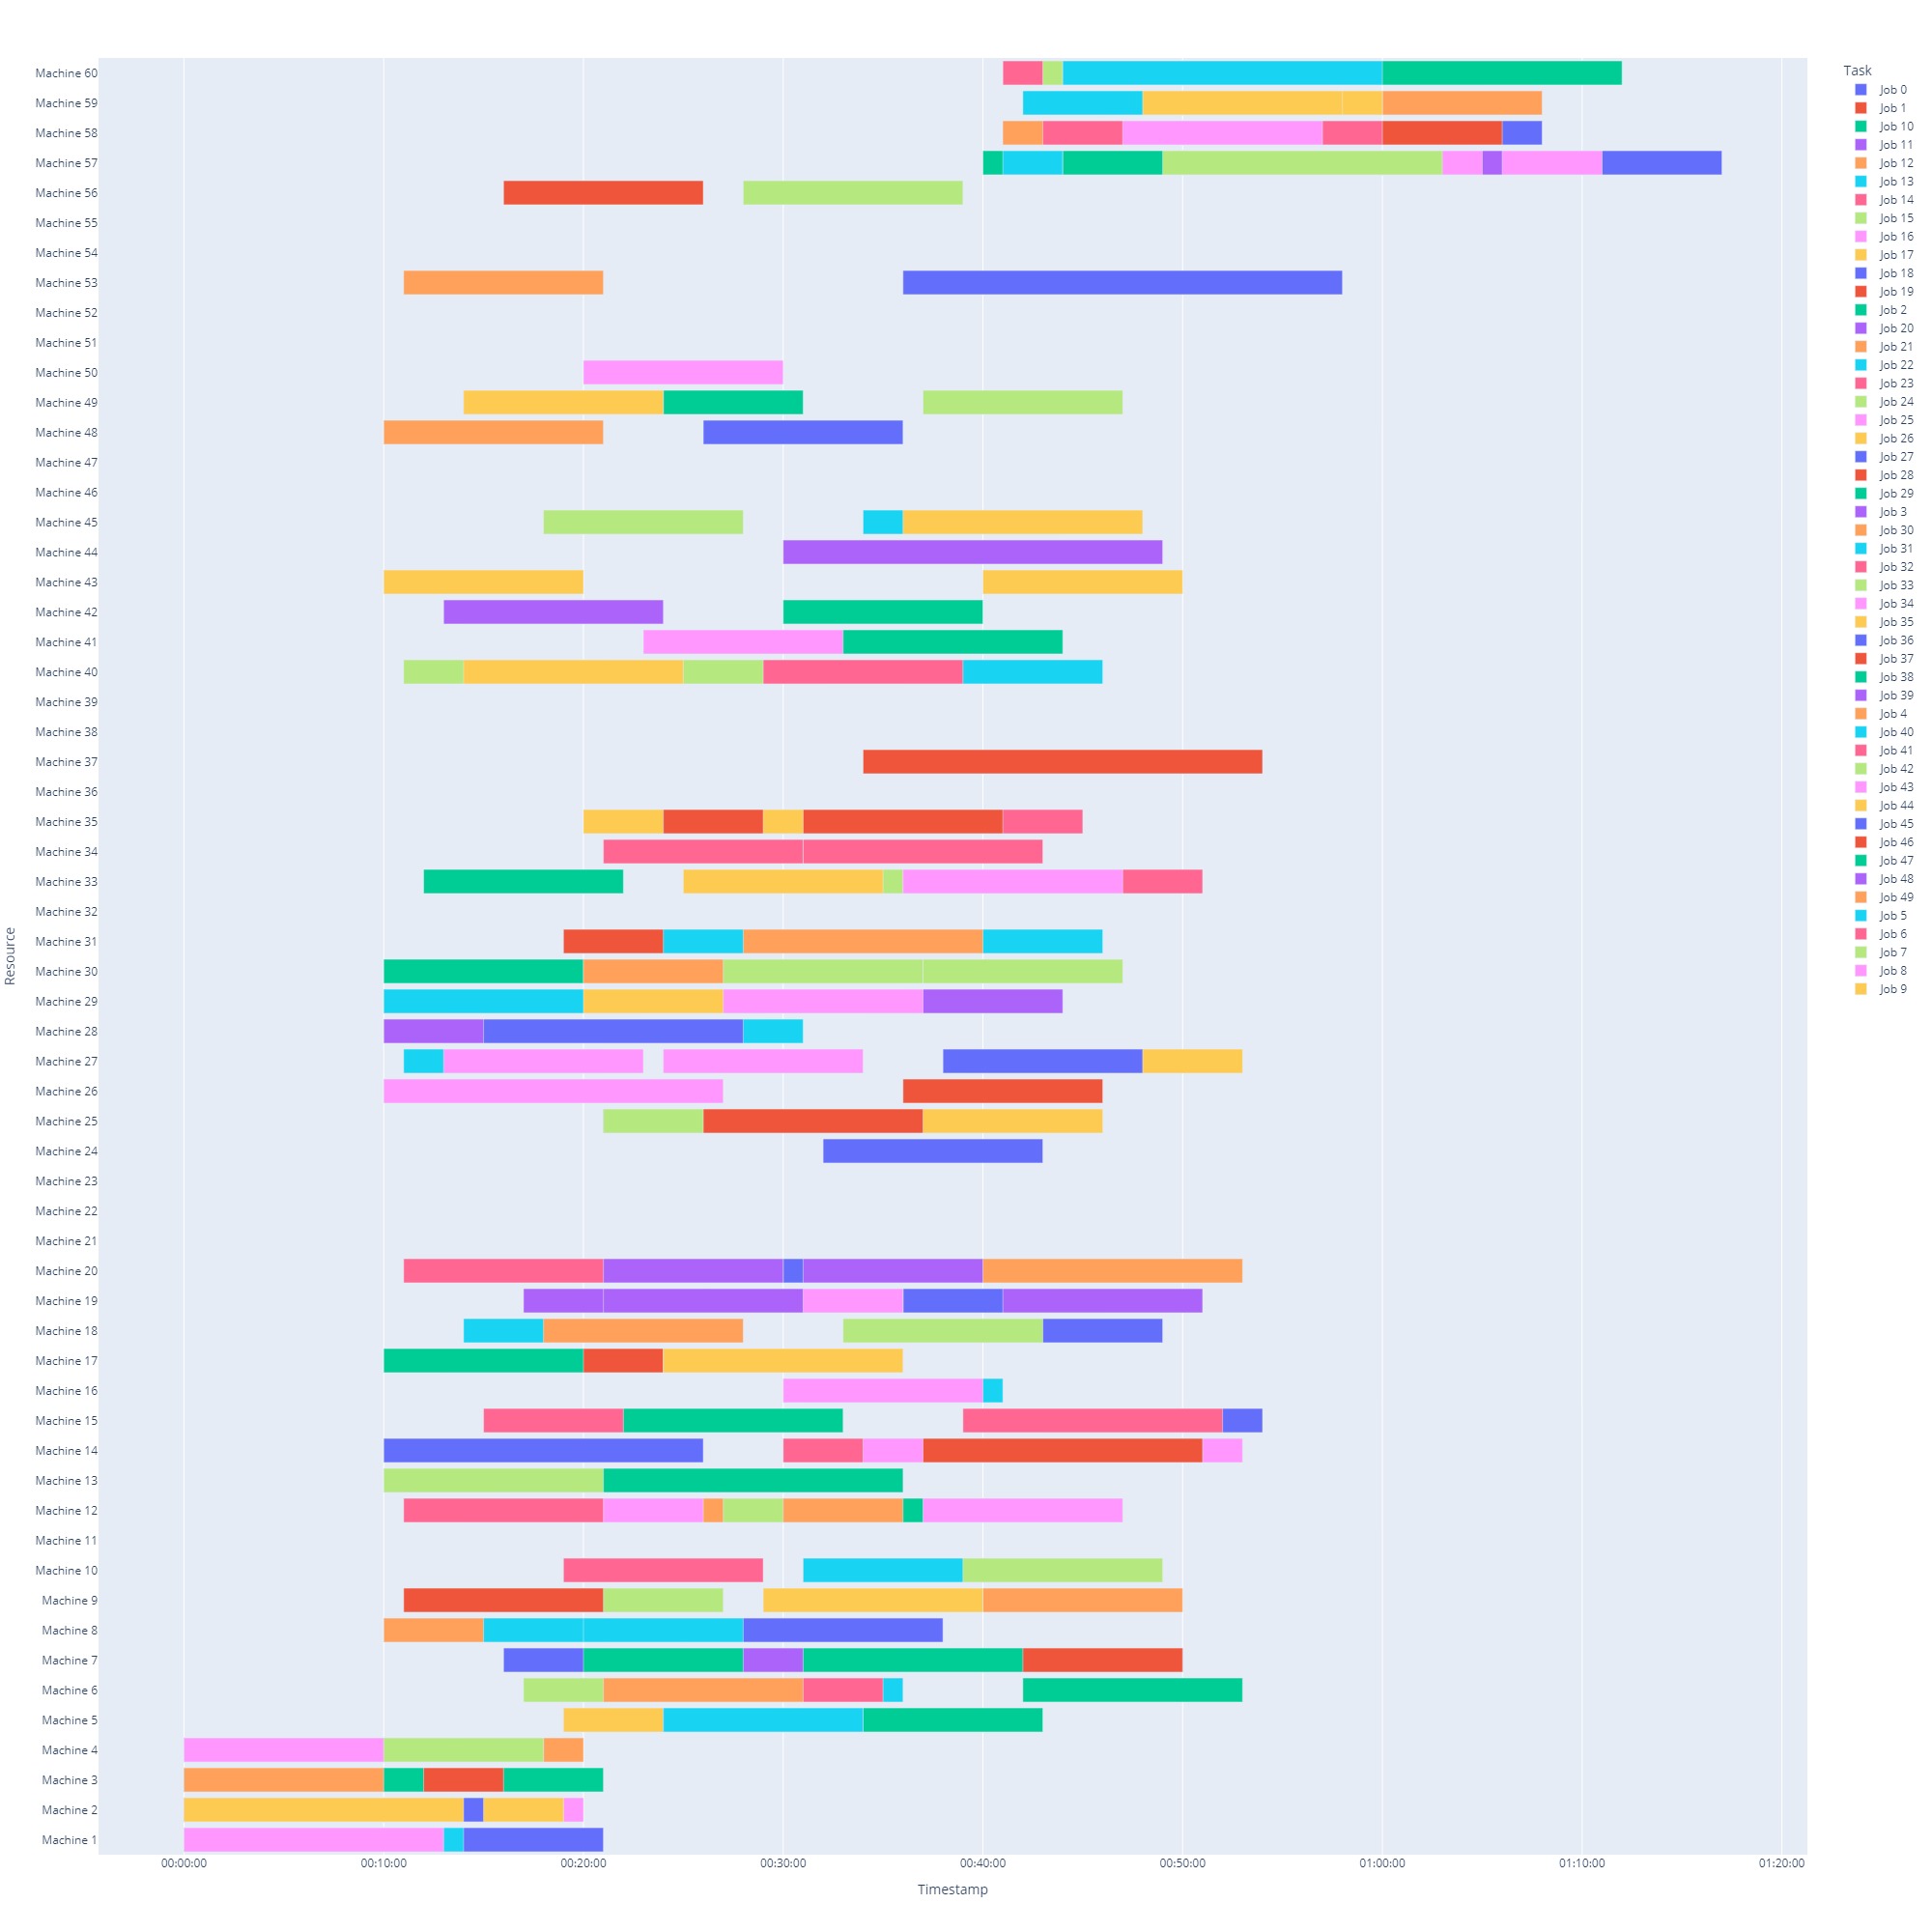 Machine 60
Machine 59
Machine 58
Machine 57
Machine 56
Machine 55
Machine 54
Machine 53
Machine 52
Machine 51
Machine 50
Machine 49
Machine 48
Machine 47
Machine 46
Machine 45
Machine 44
Machine 43
Machine 42
Machine 41
Machine 40
Machine 39
Machine 38
Machine 37
Machine 36
Machine 35
Machine 34
Machine 33
Machine 32
Machine 31
Machine 30
Machine 29
Machine 28
Machine 27
Machine 26
Machine 25
Machine 24
Machine 23
Machine 22
Machine 21
Machine 20
Machine 19
Machine 18
Machine 17
Machine 16
Machine 15
Machine 14
Machine 13
Machine 12
Machine 11
Machine 10
Machine 9
Machine 8
Machine 7
Machine 6
Machine 5
Machine 4
Machine 3
Machine 2
Machine 1
Resource
00:00:00 00:10:00 00:20:00 00:30:00 00:40:00 00:50:00 01:00:00 01:10:00 01:20:00
Timestamp
Task
Job 0
Job 1
Job 10
Job 11
Job 12
Job 13
Job 14
Job 15
Job 16
Job 17
Job 18
Job 19
Job 2
Job 20
Job 21
Job 22
Job 23
Job 24
Job 25
Job 26
Job 27
Job 28
Job 29
Job 3
Job 30
Job 31
Job 32
Job 33
Job 34
Job 35
Job 36
Job 37
Job 38
Job 39
Job 4
Job 40
Job 41
Job 42
Job 43
Job 44
Job 45
Job 46
Job 47
Job 48
Job 49
Job 5
Job 6
Job 7
Job 8
Job 9